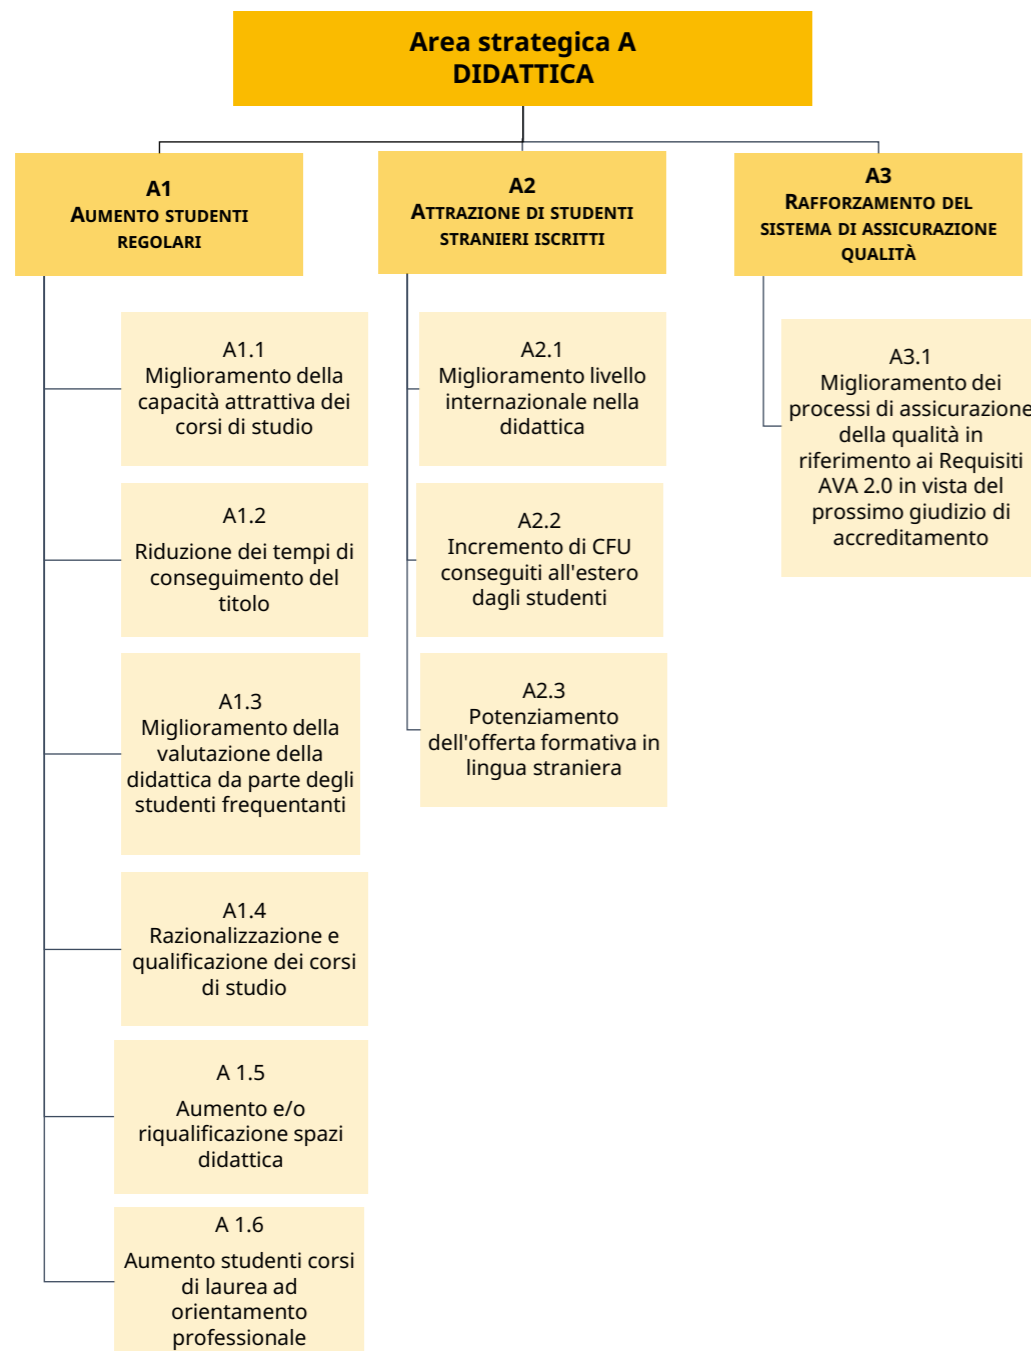 Area strategica A
DIDATTICA
A1
AUMENTO STUDENTI
REGOLARI
A1.1
Miglioramento della
capacità attrattiva dei
corsi di studio
A1.2
Riduzione dei tempi di
conseguimento del
titolo
A1.3
Miglioramento della
valutazione della
didattica da parte degli
studenti frequentanti
A1.4
Razionalizzazione e
qualificazione dei corsi
di studio
A 1.5
Aumento e/o
riqualificazione spazi
didattica
A 1.6
Aumento studenti corsi
di laurea ad
orientamento
professionale
A2
ATTRAZIONE DI STUDENTI
STRANIERI ISCRITTI
A2.1
Miglioramento livello
internazionale nella
didattica
A2.2
Incremento di CFU
conseguiti all'estero
dagli studenti
A2.3
Potenziamento
dell'offerta formativa in
lingua straniera
A3
RAFFORZAMENTO DEL
SISTEMA DI ASSICURAZIONE
QUALITÀ
A3.1
Miglioramento dei
processi di assicurazione
della qualità in
riferimento ai Requisiti
AVA 2.0 in vista del
prossimo giudizio di
accreditamento